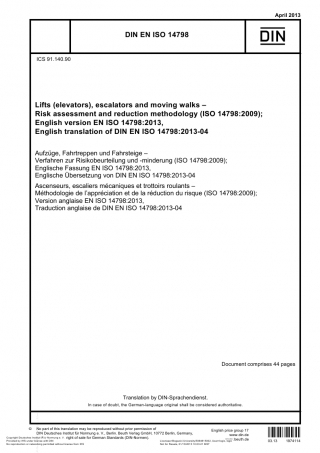 April 2013
DIN EN ISO 14798
DIN
ICS 91.140.90
Lifts (elevators), escalators and moving walks –
Risk assessment and reduction methodology (ISO 14798:2009);
English version EN ISO 14798:2013,
English translation of DIN EN ISO 14798:2013-04
Aufzüge, Fahrtreppen und Fahrsteige –
Verfahren zur Risikobeurteilung und -minderung (ISO 14798:2009);
Englische Fassung EN ISO 14798:2013,
Englische Übersetzung von DIN EN ISO 14798:2013-04
Ascenseurs, escaliers mécaniques et trottoirs roulants –
Méthodologie de l'appréciation et de la réduction du risque (ISO 14798:2009);
Version anglaise EN ISO 14798:2013,
Traduction anglaise de DIN EN ISO 14798:2013-04
Document comprises 44 pages
Translation by DIN-Sprachendienst.
In case of doubt, the German-language original shall be considered authoritative.
© No part of this translation may be reproduced without prior permission of
DIN Deutsches Institut für Normung e. V., Berlin. Beuth Verlag GmbH, 10772 Berlin, Germany,
right of sale for German Standards (DIN-Normen).
English price group 17
www.din.de
www.beuth.de